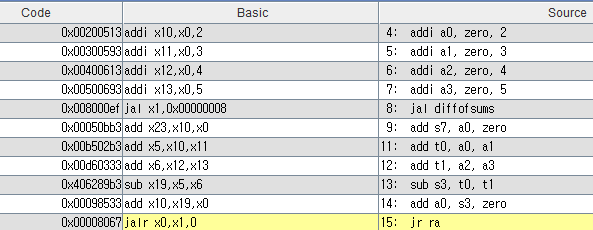 Code Basic Source
0x00200513 addi x10,x0,2 4: addi a0, zero, 2
0x00300593 addi x11,x0,3 5: addi a1, zero, 3
0x00400613 addi x12,x0,4 6: addi a2, zero, 4
0x00500693 addi x13,x0,5 7: addi a3, zero, 5
0x008000ef jal x1,0x00000008 8: jal diffofsums
0x00050bb3 add x23,x10,x0 9: add s7, a0, zero
0x00b502b3 add x5,x10,x11 11: add t0, a0, a1
0x00d60333 add x6,x12,x13 12: add t1, a2, a3
0x406289b3 sub x19,x5,x6 13: sub s3, t0, t1
0x00098533 add x10,x19,x0 14: add a0, s3, zero
0x00008067 jalr x0,x1,0 15: jr ra